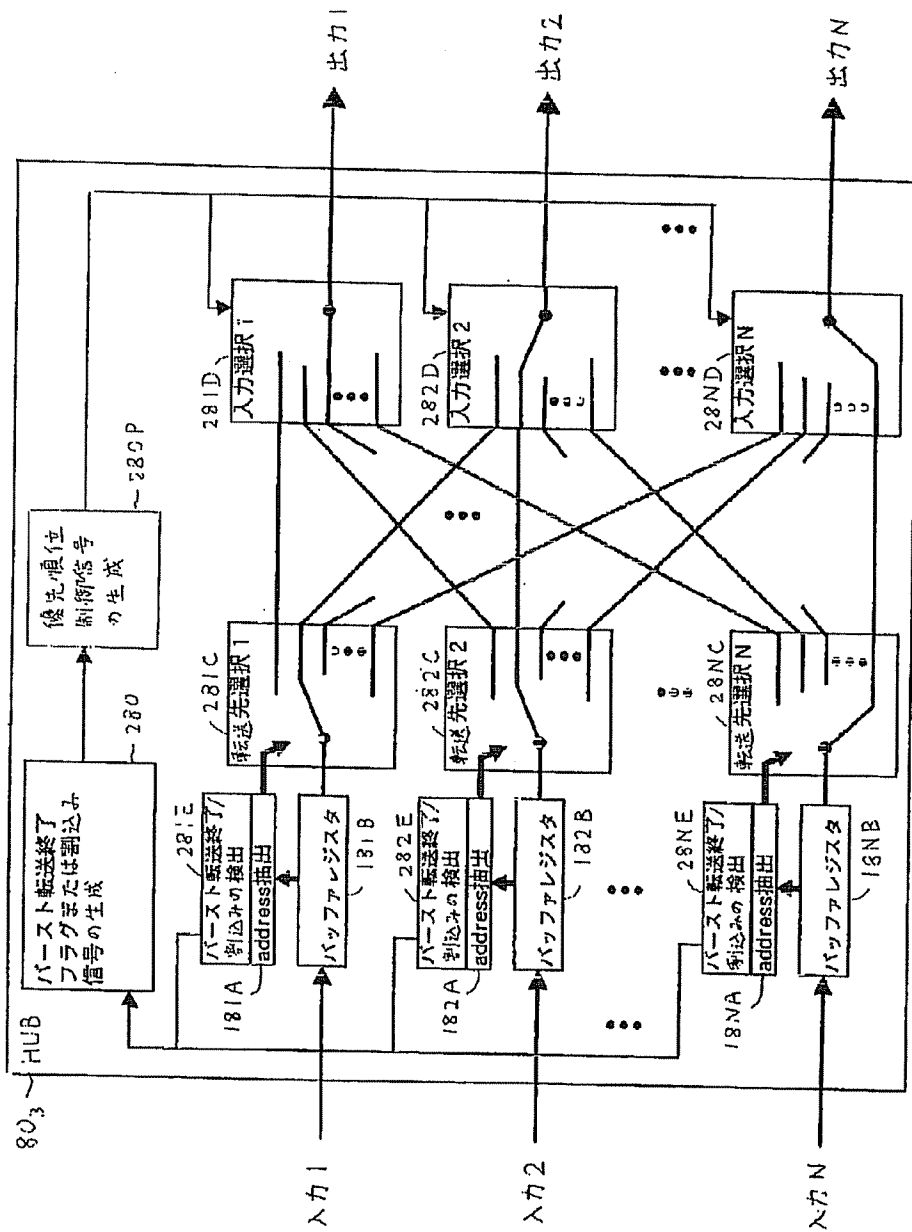 80₃
HUB
バースト転送終了
フラグまたは割込み
信号の生成
280
優先順位
制御信号
の生成
280P
入力1
281E
バースト転送終了/
割込みの検出
address抽出
181A
バッファレジスタ
181B
281C
転送先選択1
281D
入力選択1
出力1
入力2
282E
バースト転送終了/
割込みの検出
address抽出
182A
バッファレジスタ
182B
282C
転送先選択2
282D
入力選択2
出力2
入力N
28NE
バースト転送終了/
割込みの検出
address抽出
18NA
バッファレジスタ
18NB
28NC
転送先選択N
28ND
入力選択N
出力N